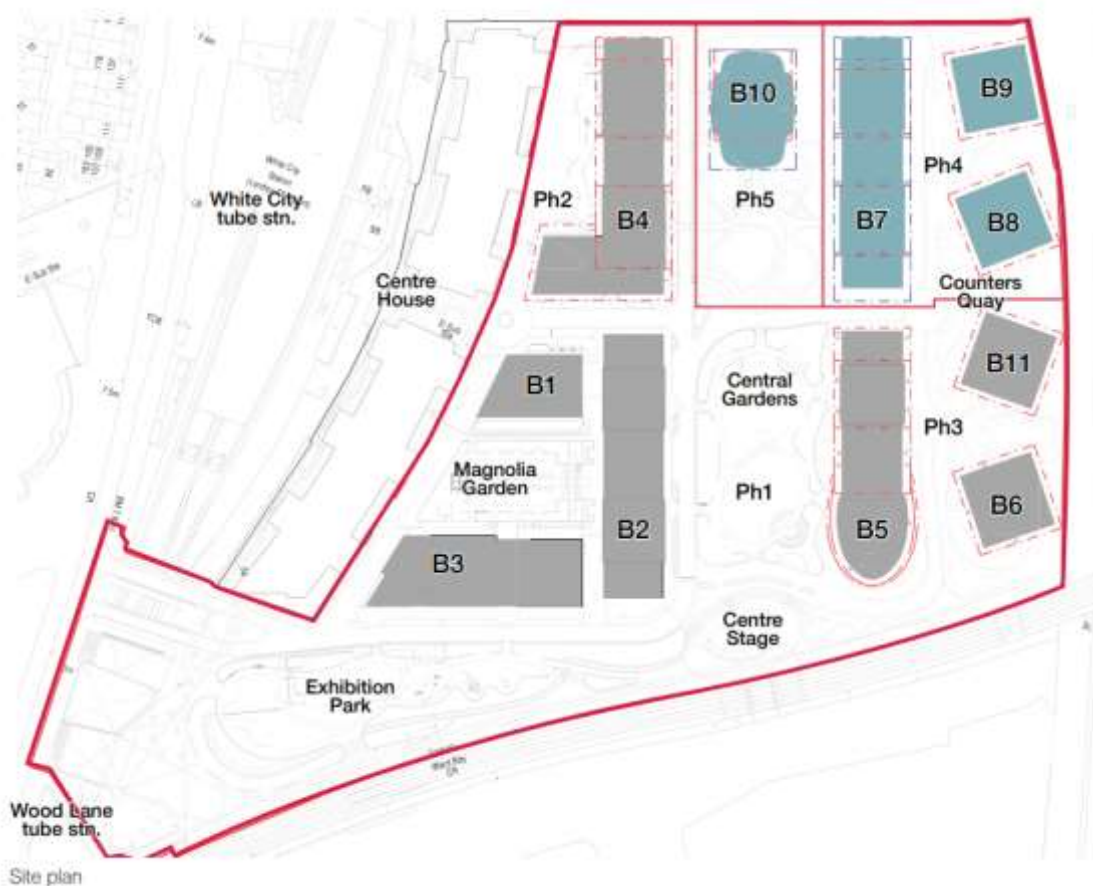 B9
B10
Ph4
White City
tube stn.
Ph2
B4
Ph5
B7
B8
Centre
House
Counters
Quay
B11
B1
Central
Gardens
Ph3
Magnolia
Garden
Ph1
B6
B2
B5
B3
Centre
Stage
Exhibition
Park
Wood Lane
tube stn.
Site plan